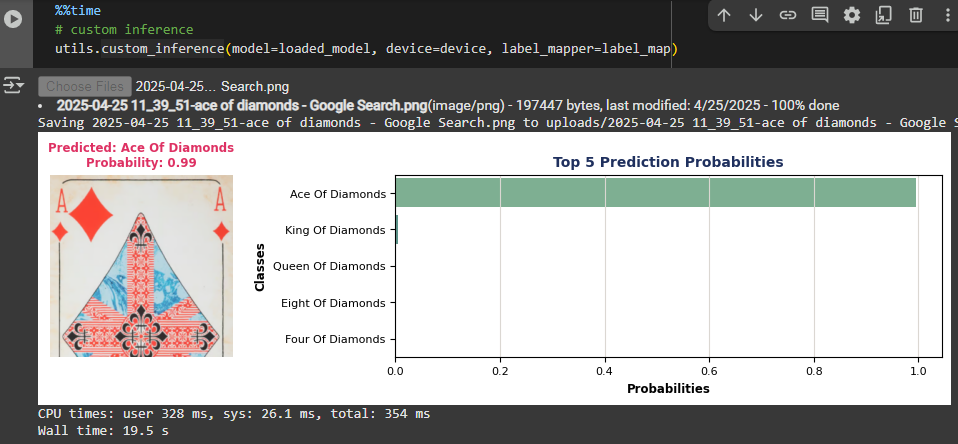 %%time
# custom inference
utils.custom_inference(model=loaded_model, device=device, label_mapper=label_map)
Choose Files 2025-04-25... Search.png
• 2025-04-25 11_39_51-ace of diamonds - Google Search.png(image/png) - 197447 bytes, last modified: 4/25/2025 - 100% done
Saving 2025-04-25 11_39_51-ace of diamonds - Google Search.png to uploads/2025-04-25 11_39_51-ace of diamonds - Google S
Predicted: Ace Of Diamonds
Probability: 0.99
A A
Top 5 Prediction Probabilities
Classes
Ace Of Diamonds
King Of Diamonds
Queen Of Diamonds
Eight Of Diamonds
Four Of Diamonds
0.0 0.2 0.4 0.6 0.8 1.0
Probabilities
CPU times: user 328 ms, sys: 26.1 ms, total: 354 ms
Wall time: 19.5 s